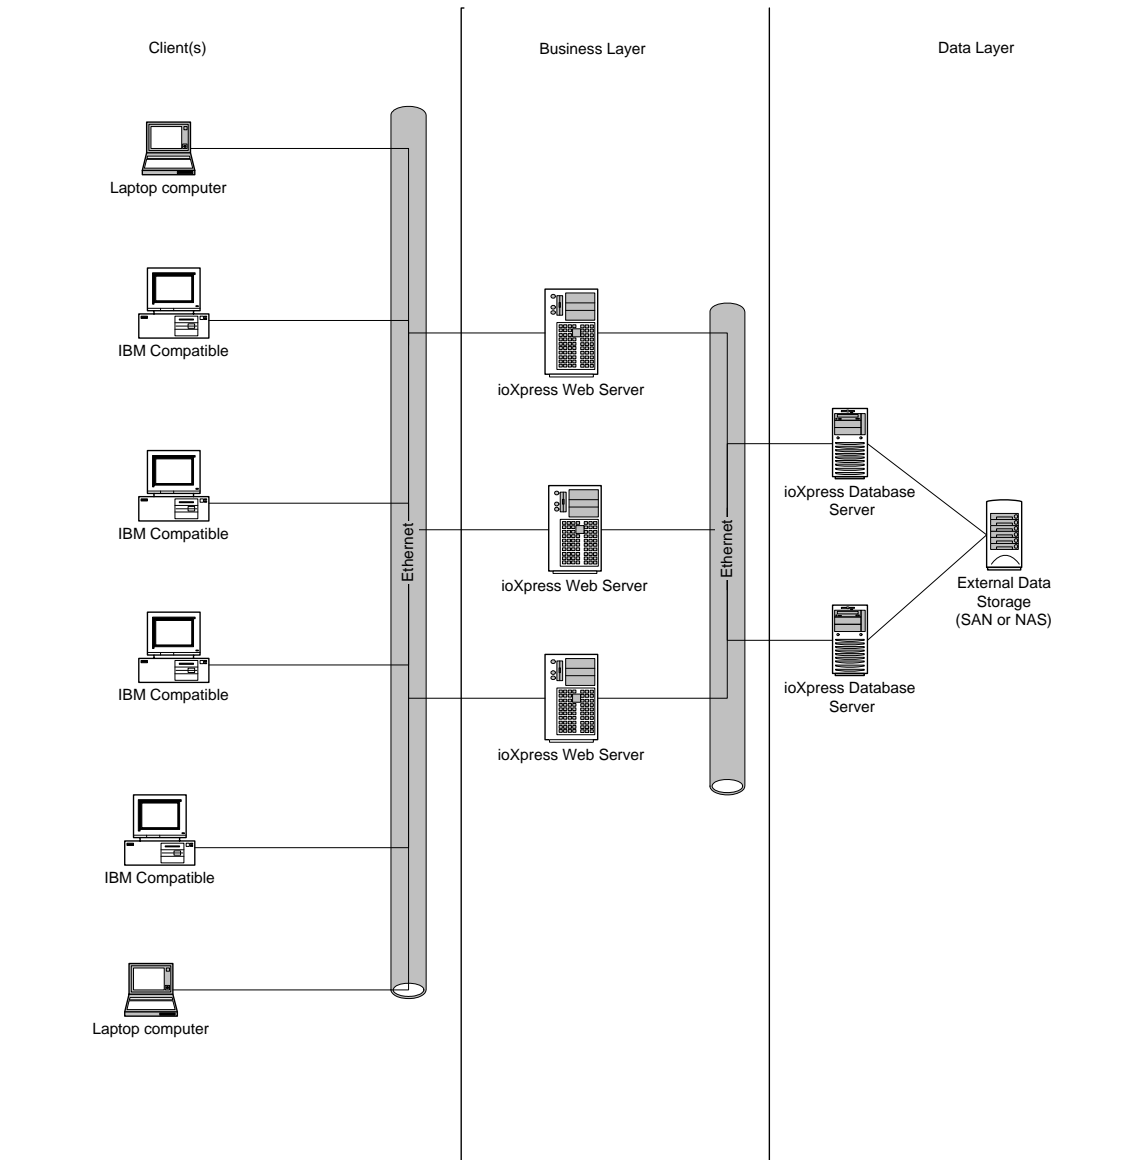 Client(s)
Business Layer
Data Layer
Laptop computer
IBM Compatible
ioXpress Web Server
ioXpress Database
Server
IBM Compatible
Ethernet
Ethernet
ioXpress Web Server
External Data
Storage
(SAN or NAS)
IBM Compatible
ioXpress Database
Server
ioXpress Web Server
IBM Compatible
Laptop computer